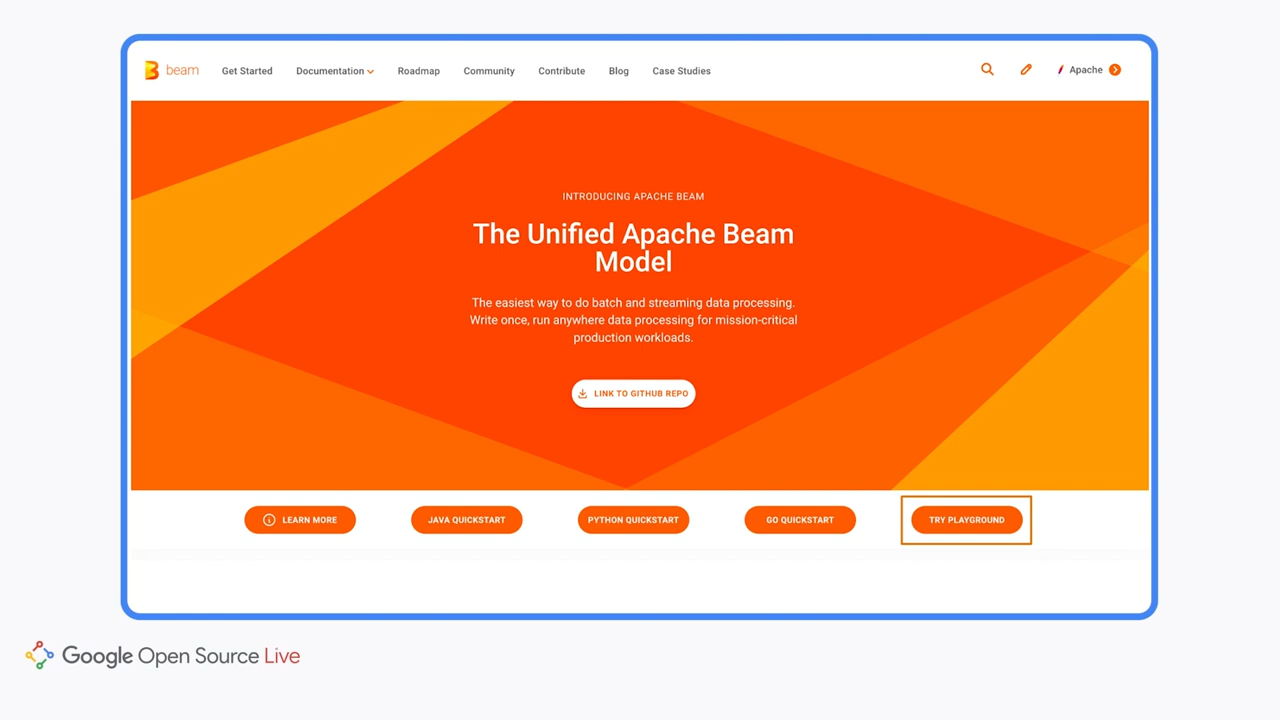 beam
Get Started
Documentation
Roadmap
Community
Contribute
Blog
Case Studies
Apache
INTRODUCING APACHE BEAM
The Unified Apache Beam
Model
The easiest way to do batch and streaming data processing.
Write once, run anywhere data processing for mission-critical
production workloads.
LINK TO GITHUB REPO
LEARN MORE
JAVA QUICKSTART
PYTHON QUICKSTART
GO QUICKSTART
TRY PLAYGROUND
Google Open Source Live